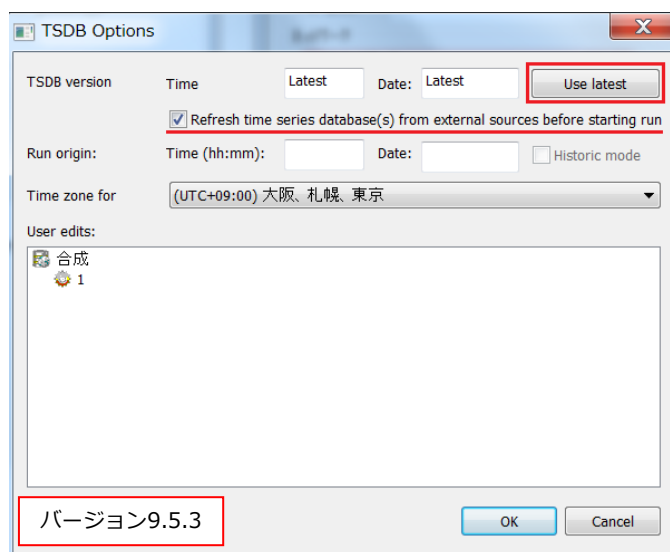 TSDB Options
TSDB version Time Latest Date: Latest Use latest
Refresh time series database(s) from external sources before starting run
Run origin: Time (hh:mm): Date: Historic mode
Time zone for (UTC+09:00) 大阪、札幌、東京
User edits:
合成
1
バージョン9.5.3
OK Cancel